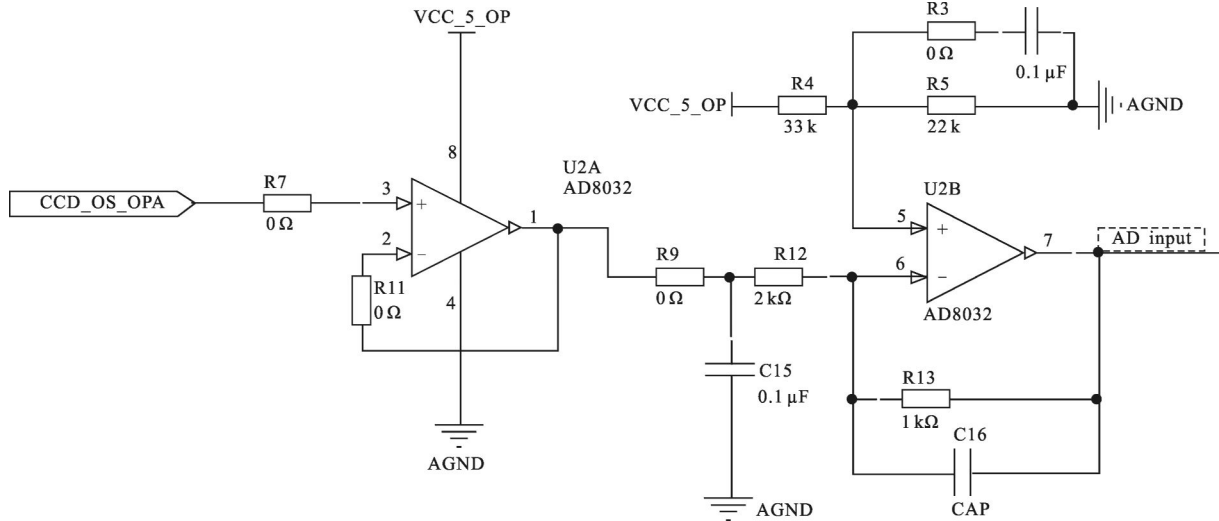 VCC_5_OP
R3
0 Ω
0.1 μF
VCC_5_OP
R4
33 k
R5
22 k
AGND
8
U2A
AD8032
CCD_OS_OPA
R7
0 Ω
3
+
1
2
−
R11
0 Ω
4
AGND
R9
0 Ω
R12
2 kΩ
C15
0.1 μF
AGND
U2B
5
+
7
AD input
6
−
AD8032
R13
1 kΩ
C16
CAP